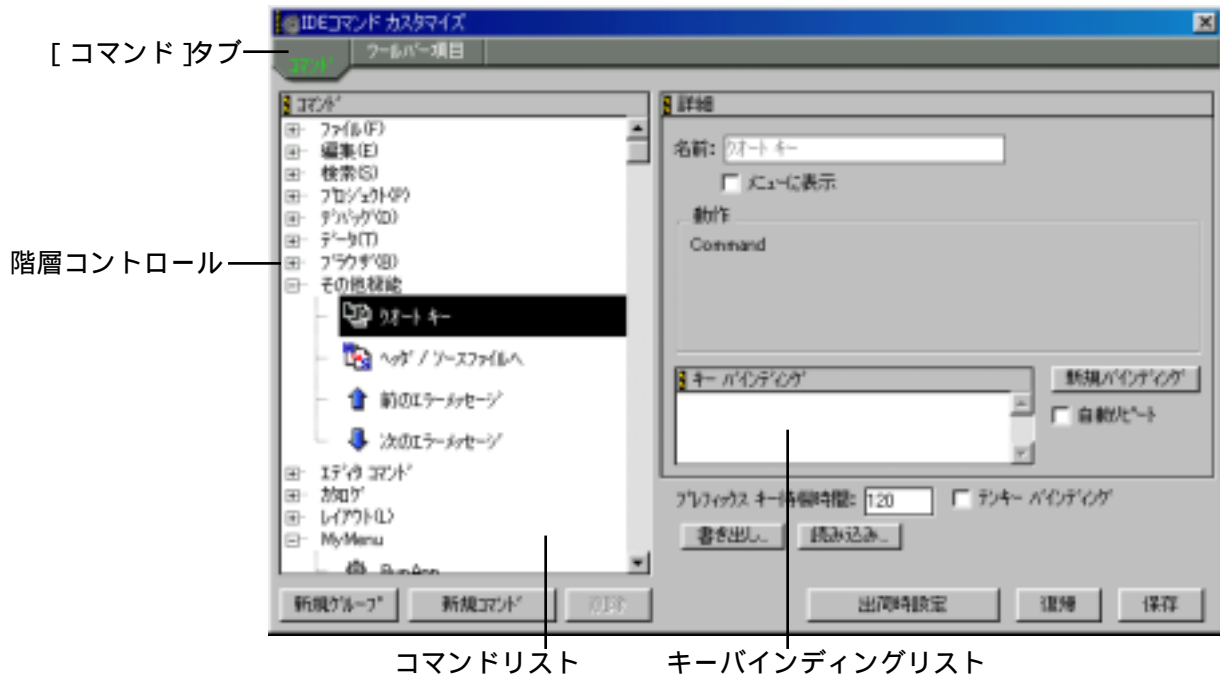 IDEコマンド カスタマイズ
[ コマンド ]タブ
コマンド
ツールバー項目
コマンド
ファイル(F)
編集(E)
検索(S)
プロジェクト(P)
デバッグ(D)
データ(T)
階層コントロール
ブラウザ(B)
その他機能
クオート キー
ヘッダ / ソースファイルへ
前のエラーメッセージ
次のエラーメッセージ
エディタ コマンド
カタログ
レイアウト(L)
MyMenu
RunApp
新規グループ
新規コマンド
削除
詳細
名前:
クオート キー
メニューに表示
動作
Command
キー バインディング
新規バインディング
自動リピート
プレフィックス キー待機時間:
120
テンキー バインディング
書き出し...
読み込み...
出荷時設定
復帰
保存
コマンドリスト
キーバインディングリスト